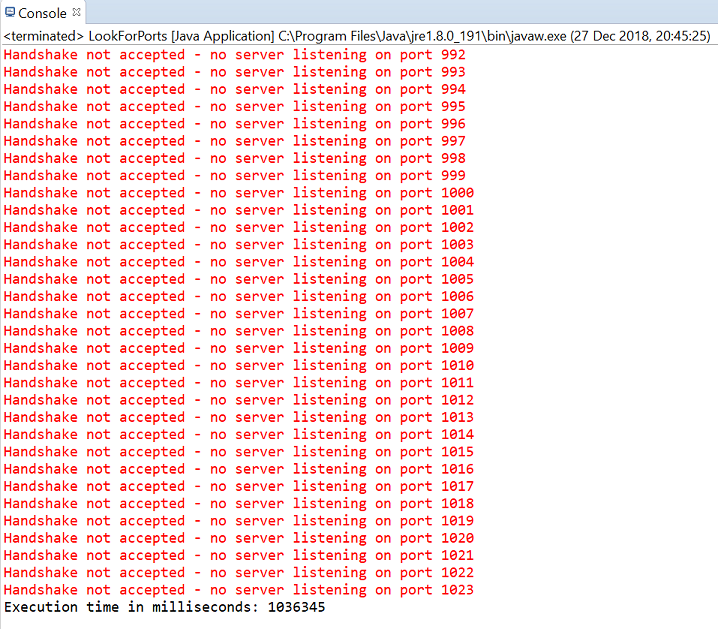 Console
<terminated> LookForPorts [Java Application] C:\Program Files\Java\jre1.8.0_191\bin\javaw.exe (27 Dec 2018, 20:45:25)
Handshake not accepted - no server listening on port 992
Handshake not accepted - no server listening on port 993
Handshake not accepted - no server listening on port 994
Handshake not accepted - no server listening on port 995
Handshake not accepted - no server listening on port 996
Handshake not accepted - no server listening on port 997
Handshake not accepted - no server listening on port 998
Handshake not accepted - no server listening on port 999
Handshake not accepted - no server listening on port 1000
Handshake not accepted - no server listening on port 1001
Handshake not accepted - no server listening on port 1002
Handshake not accepted - no server listening on port 1003
Handshake not accepted - no server listening on port 1004
Handshake not accepted - no server listening on port 1005
Handshake not accepted - no server listening on port 1006
Handshake not accepted - no server listening on port 1007
Handshake not accepted - no server listening on port 1008
Handshake not accepted - no server listening on port 1009
Handshake not accepted - no server listening on port 1010
Handshake not accepted - no server listening on port 1011
Handshake not accepted - no server listening on port 1012
Handshake not accepted - no server listening on port 1013
Handshake not accepted - no server listening on port 1014
Handshake not accepted - no server listening on port 1015
Handshake not accepted - no server listening on port 1016
Handshake not accepted - no server listening on port 1017
Handshake not accepted - no server listening on port 1018
Handshake not accepted - no server listening on port 1019
Handshake not accepted - no server listening on port 1020
Handshake not accepted - no server listening on port 1021
Handshake not accepted - no server listening on port 1022
Handshake not accepted - no server listening on port 1023
Execution time in milliseconds: 1036345